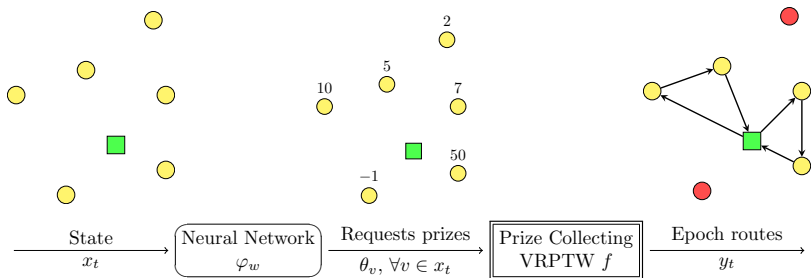 2
5
10
7
50
−1
State
x_t
Neural Network
φ_w
Requests prizes
θ_v, ∀v ∈ x_t
Prize Collecting
VRPTW f
Epoch routes
y_t